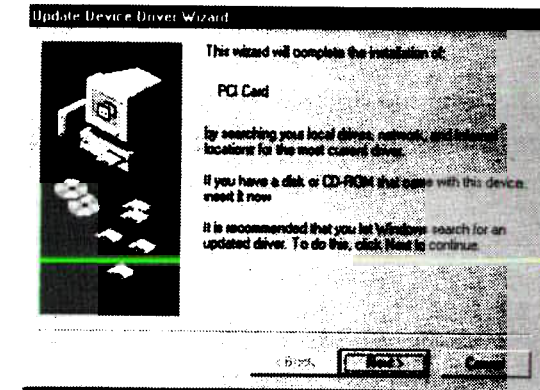 Update Device Driver Wizard
This wizard will complete the installation of:
PCI Card
by searching your local drives, network, and Internet
locations for the most current driver.
If you have a disk or CD-ROM that came with this device,
insert it now.
It is recommended that you let Windows search for an
updated driver. To do this, click Next to continue.
< Back
Next >
Cancel